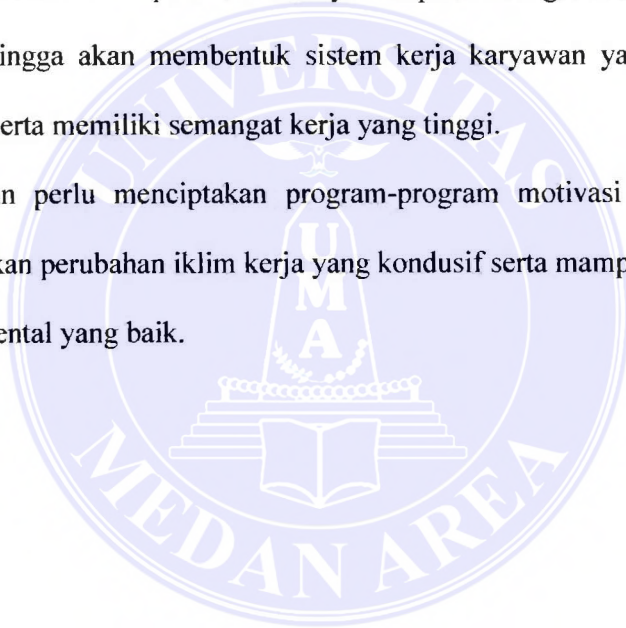 ingga akan membentuk sistem kerja karyawan ya
erta memiliki semangat kerja yang tinggi.
n perlu menciptakan program-program motivasi
kan perubahan iklim kerja yang kondusif serta mamp
ental yang baik.
UNIVERSITAS
UMA
MEDAN AREA